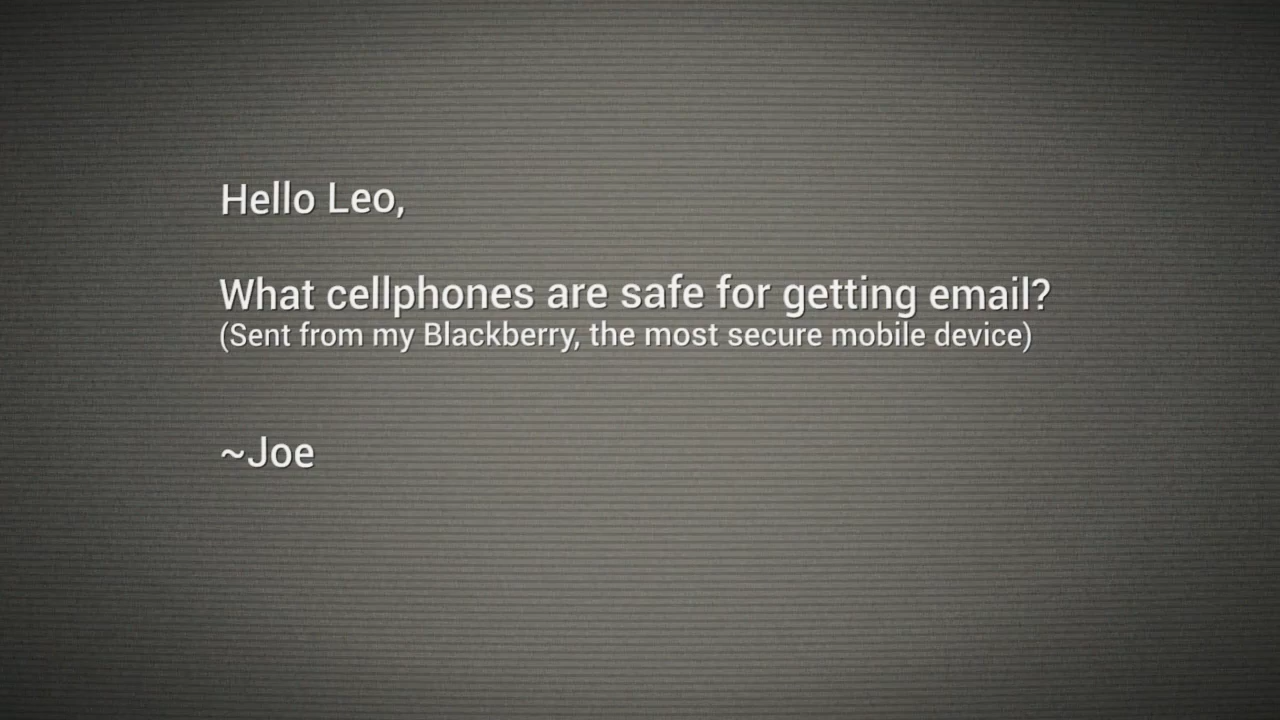 Hello Leo,
What cellphones are safe for getting email?
(Sent from my Blackberry, the most secure mobile device)
~Joe